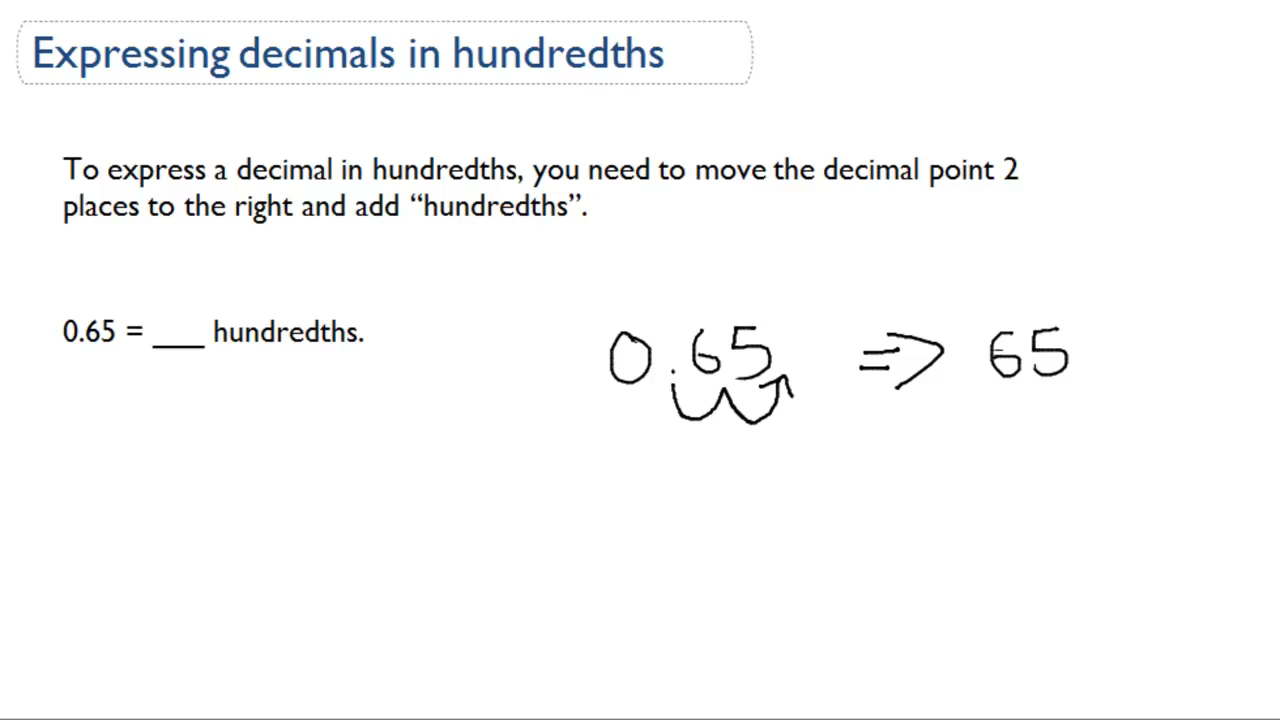 Expressing decimals in hundredths
To express a decimal in hundredths, you need to move the decimal point 2
places to the right and add “hundredths”.
0.65 = ___ hundredths.
0.65 => 65